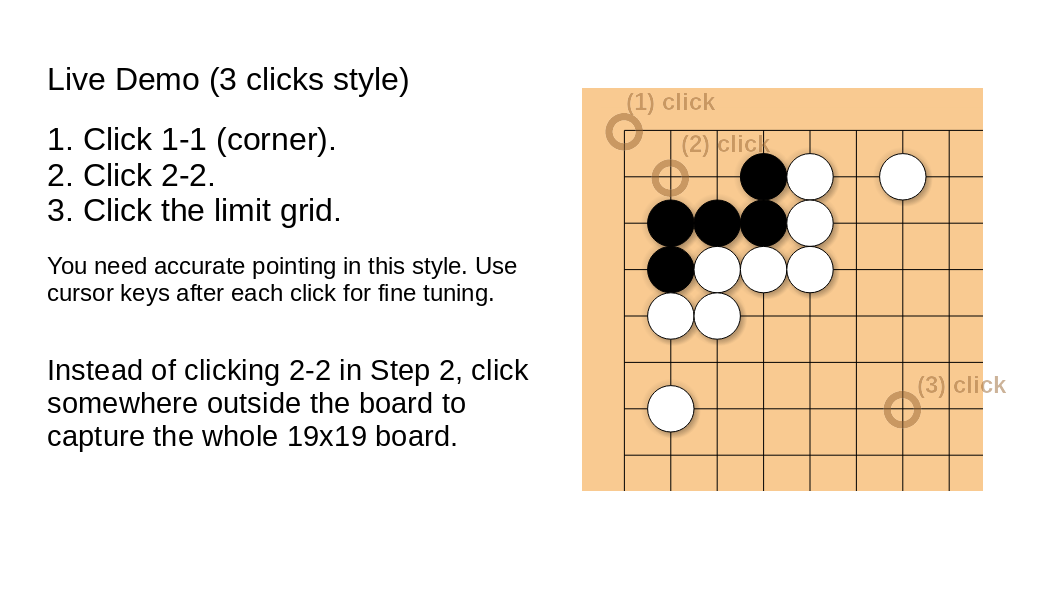 Live Demo (3 clicks style)
1. Click 1-1 (corner).
2. Click 2-2.
3. Click the limit grid.
You need accurate pointing in this style. Use
cursor keys after each click for fine tuning.
Instead of clicking 2-2 in Step 2, click
somewhere outside the board to
capture the whole 19x19 board.
(1) click
(2) click
(3) click